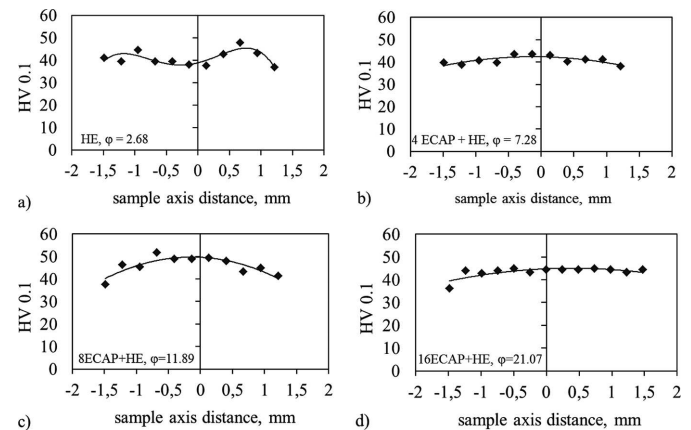 60
50
40
30
20
10
0
HV 0.1
HE, φ = 2.68
-2 -1,5 -1 -0,5 0 0,5 1 1,5 2
sample axis distance, mm
a)
60
50
40
30
20
10
0
HV 0.1
4 ECAP + HE, φ = 7.28
-2 -1,5 -1 -0,5 0 0,5 1 1,5 2
sample axis distance, mm
b)
60
50
40
30
20
10
0
HV 0.1
8ECAP+HE, φ=11.89
-2 -1,5 -1 -0,5 0 0,5 1 1,5 2
sample axis distance, mm
c)
60
50
40
30
20
10
0
HV 0.1
16ECAP+HE, φ=21.07
-2 -1,5 -1 -0,5 0 0,5 1 1,5 2
sample axis distance, mm
d)